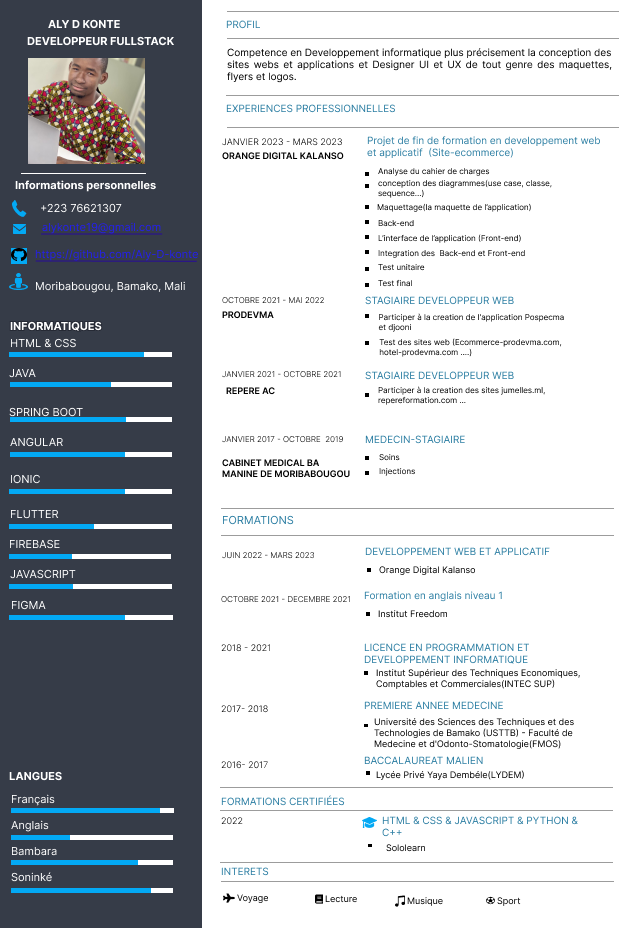 ALY D KONTE
DEVELOPPEUR FULLSTACK
Informations personnelles
+223 76621307
Moribabougou, Bamako, Mali
INFORMATIQUES
HTML & CSS
JAVA
SPRING BOOT
ANGULAR
IONIC
FLUTTER
FIREBASE
JAVASCRIPT
FIGMA
LANGUES
Français
Anglais
Bambara
Soninké
PROFIL
Competence en Developpement informatique plus précisement la conception des
sites webs et applications et Designer UI et UX de tout genre des maquettes,
flyers et logos.
EXPERIENCES PROFESSIONNELLES
JANVIER 2023 - MARS 2023
ORANGE DIGITAL KALANSO
Projet de fin de formation en developpement web
et applicatif (Site-ecommerce)
Analyse du cahier de charges
conception des diagrammes(use case, classe,
sequence...)
Maquettage(la maquette de l'application)
Back-end
L'interface de l'application (Front-end)
Integration des Back-end et Front-end
Test unitaire
Test final
OCTOBRE 2021 - MAI 2022
PRODEVMA
STAGIAIRE DEVELOPPEUR WEB
Participer à la creation de l'application Pospecma
et djooni
Test des sites web (Ecommerce-prodevma.com,
hotel-prodevma.com ....)
JANVIER 2021 - OCTOBRE 2021
REPERE AC
STAGIAIRE DEVELOPPEUR WEB
Participer à la creation des sites jumelles.ml,
repereformation.com ...
JANVIER 2017 - OCTOBRE 2019
CABINET MEDICAL BA
MANINE DE MORIBABOUGOU
MEDECIN-STAGIAIRE
Soins
Injections
FORMATIONS
JUIN 2022 - MARS 2023
DEVELOPPEMENT WEB ET APPLICATIF
Orange Digital Kalanso
OCTOBRE 2021 - DECEMBRE 2021
Formation en anglais niveau 1
Institut Freedom
2018 - 2021
LICENCE EN PROGRAMMATION ET
DEVELOPPEMENT INFORMATIQUE
Institut Supérieur des Techniques Economiques,
Comptables et Commerciales(INTEC SUP)
2017- 2018
PREMIERE ANNEE MEDECINE
Université des Sciences des Techniques et des
Technologies de Bamako (USTTB) - Faculté de
Medecine et d'Odonto-Stomatologie(FMOS)
2016- 2017
BACCALAUREAT MALIEN
Lycée Privé Yaya Dembéle(LYDEM)
FORMATIONS CERTIFIÉES
2022
HTML & CSS & JAVASCRIPT & PYTHON &
C++
Sololearn
INTERETS
Voyage
Lecture
Musique
Sport